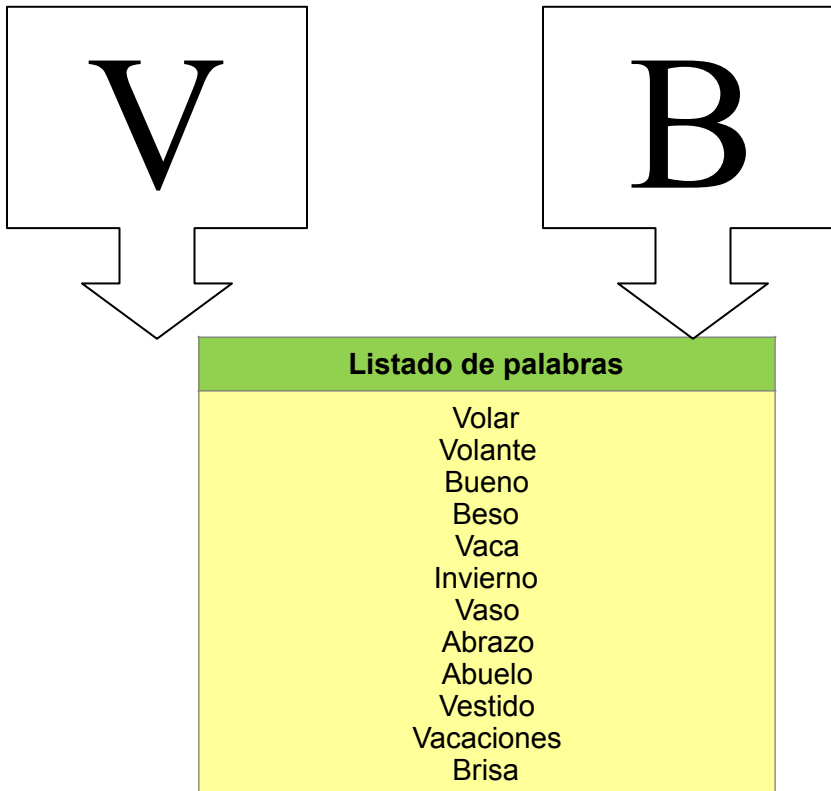 V
B
Listado de palabras
Volar
Volante
Bueno
Beso
Vaca
Invierno
Vaso
Abrazo
Abuelo
Vestido
Vacaciones
Brisa